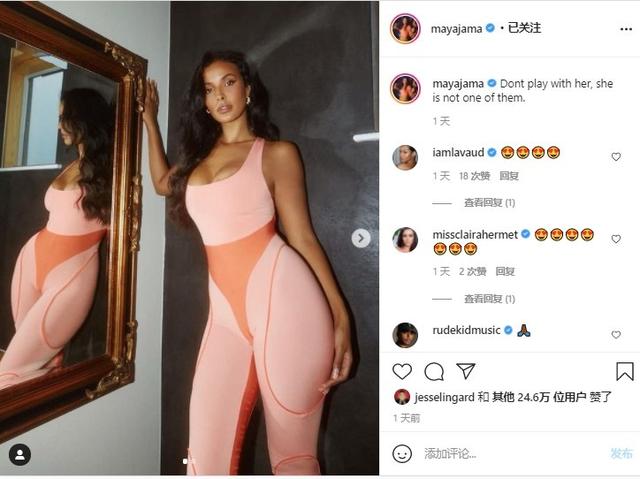 mayajama • 已关注
mayajama Dont play with her, she
is not one of them.
1 天
iamlavaud 😍😍😍😍
1 天 18 次赞 回复
查看回复 (1)
missclairahermet 😍😍😍😍
😍😍😍
1 天 2 次赞 回复
查看回复 (1)
rudekidmusic 🙏🏾
jesselingard 和 其他 24.6万 位用户 赞了
1 天前
添加评论... 发布